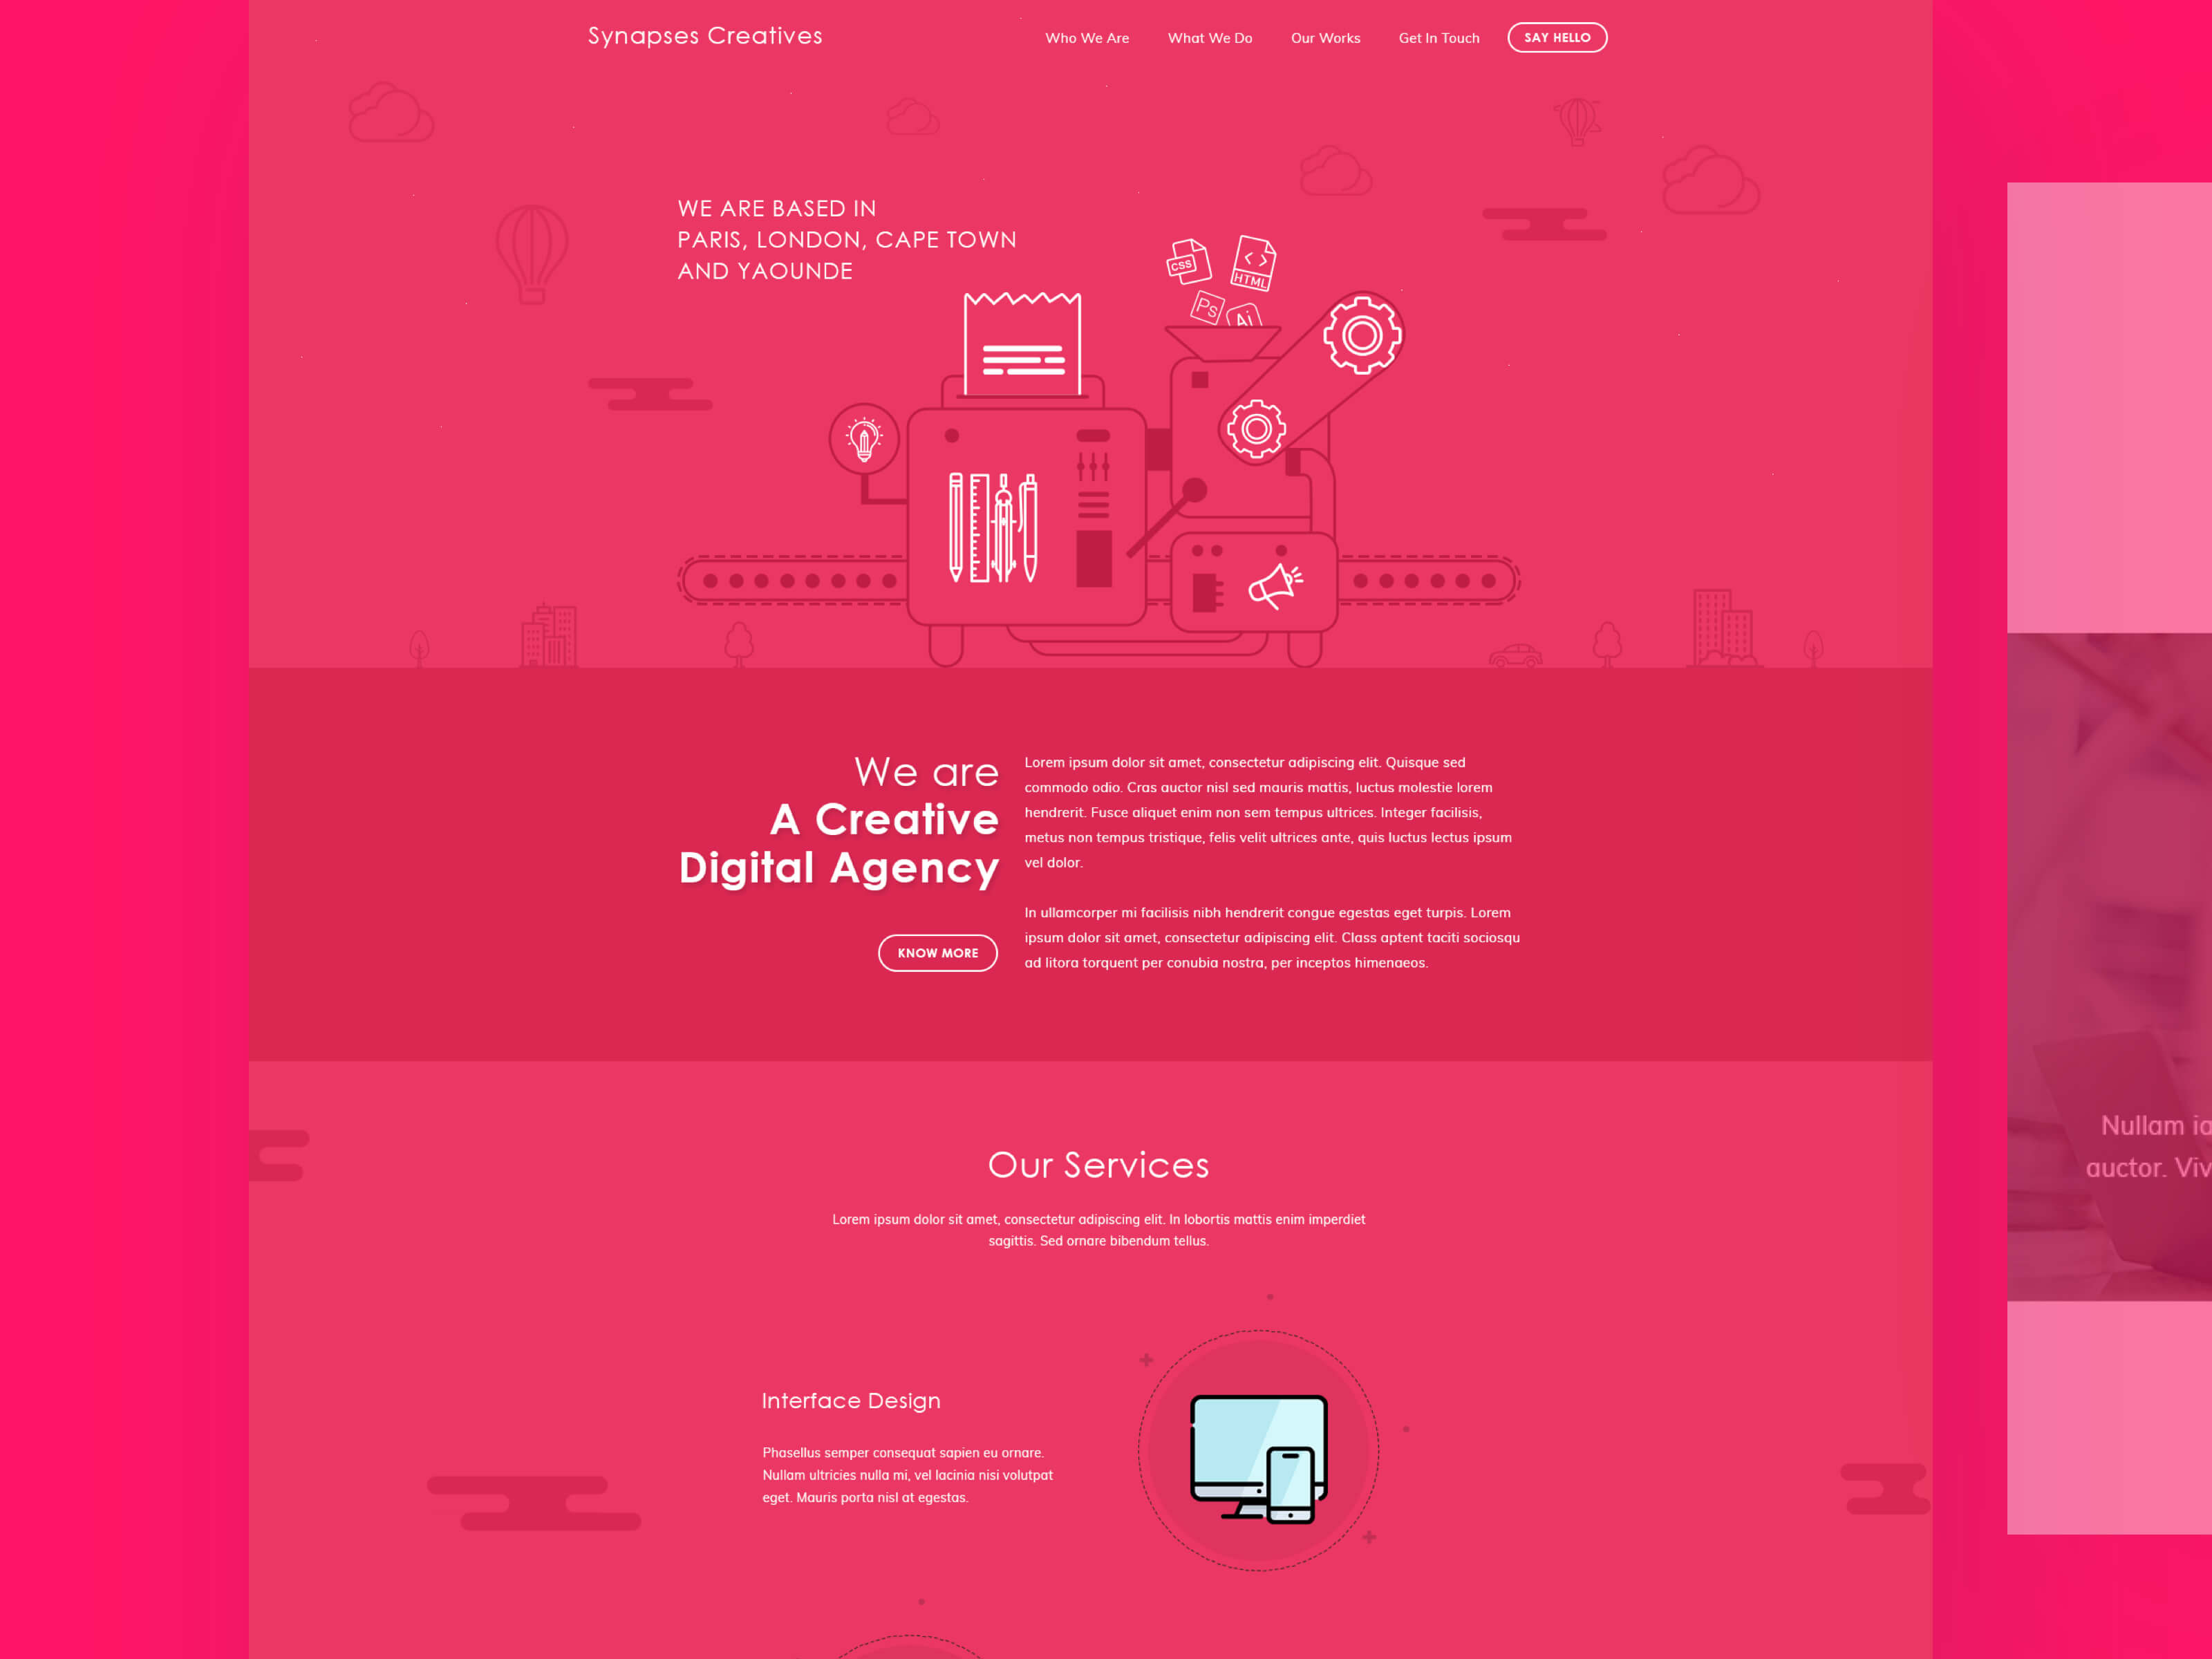 Synapses Creatives
Who We Are What We Do Our Works Get In Touch SAY HELLO
WE ARE BASED IN
PARIS, LONDON, CAPE TOWN
AND YAOUNDE
CSS
HTML
Ps
Ai
We are
A Creative
Digital Agency
KNOW MORE
Lorem ipsum dolor sit amet, consectetur adipiscing elit. Quisque sed
commodo odio. Cras auctor nisl sed mauris mattis, luctus molestie lorem
hendrerit. Fusce aliquet enim non sem tempus ultrices. Integer facilisis,
metus non tempus tristique, felis velit ultrices ante, quis luctus lectus ipsum
vel dolor.
In ullamcorper mi facilisis nibh hendrerit congue egestas eget turpis. Lorem
ipsum dolor sit amet, consectetur adipiscing elit. Class aptent taciti sociosqu
ad litora torquent per conubia nostra, per inceptos himenaeos.
Our Services
Lorem ipsum dolor sit amet, consectetur adipiscing elit. In lobortis mattis enim imperdiet
sagittis. Sed ornare bibendum tellus.
Interface Design
Phasellus semper consequat sapien eu ornare.
Nullam ultricies nulla mi, vel lacinia nisi volutpat
eget. Mauris porta nisl at egestas.
Nullam
auctor.